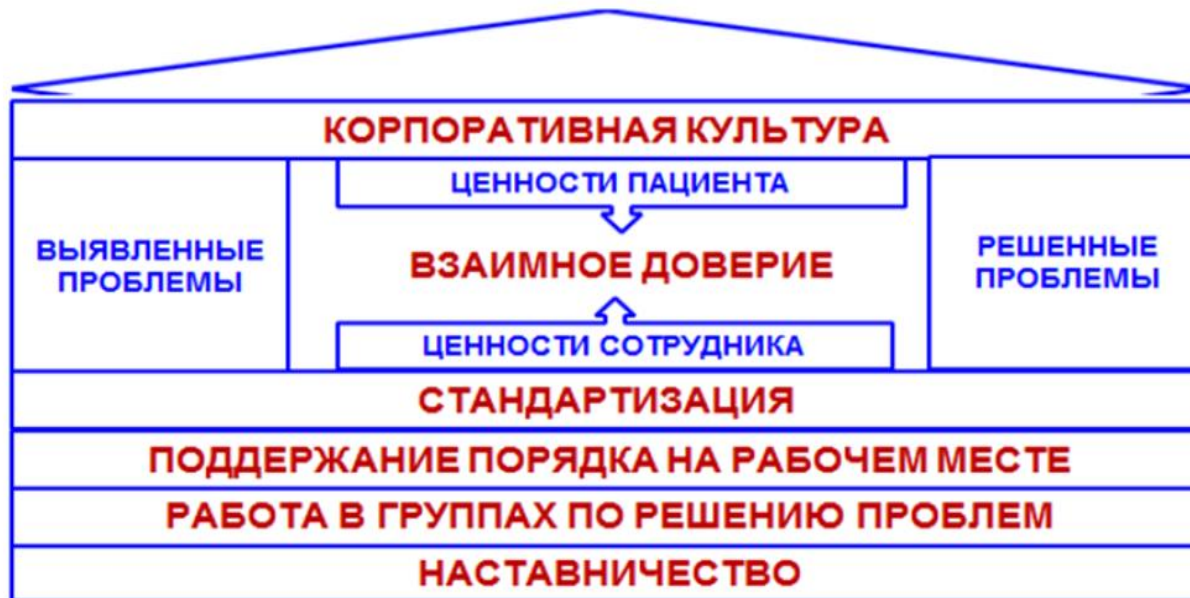 КОРПОРАТИВНАЯ КУЛЬТУРА
ЦЕННОСТИ ПАЦИЕНТА
ВЫЯВЛЕННЫЕ
ПРОБЛЕМЫ
ВЗАИМНОЕ ДОВЕРИЕ
РЕШЕННЫЕ
ПРОБЛЕМЫ
ЦЕННОСТИ СОТРУДНИКА
СТАНДАРТИЗАЦИЯ
ПОДДЕРЖАНИЕ ПОРЯДКА НА РАБОЧЕМ МЕСТЕ
РАБОТА В ГРУППАХ ПО РЕШЕНИЮ ПРОБЛЕМ
НАСТАВНИЧЕСТВО